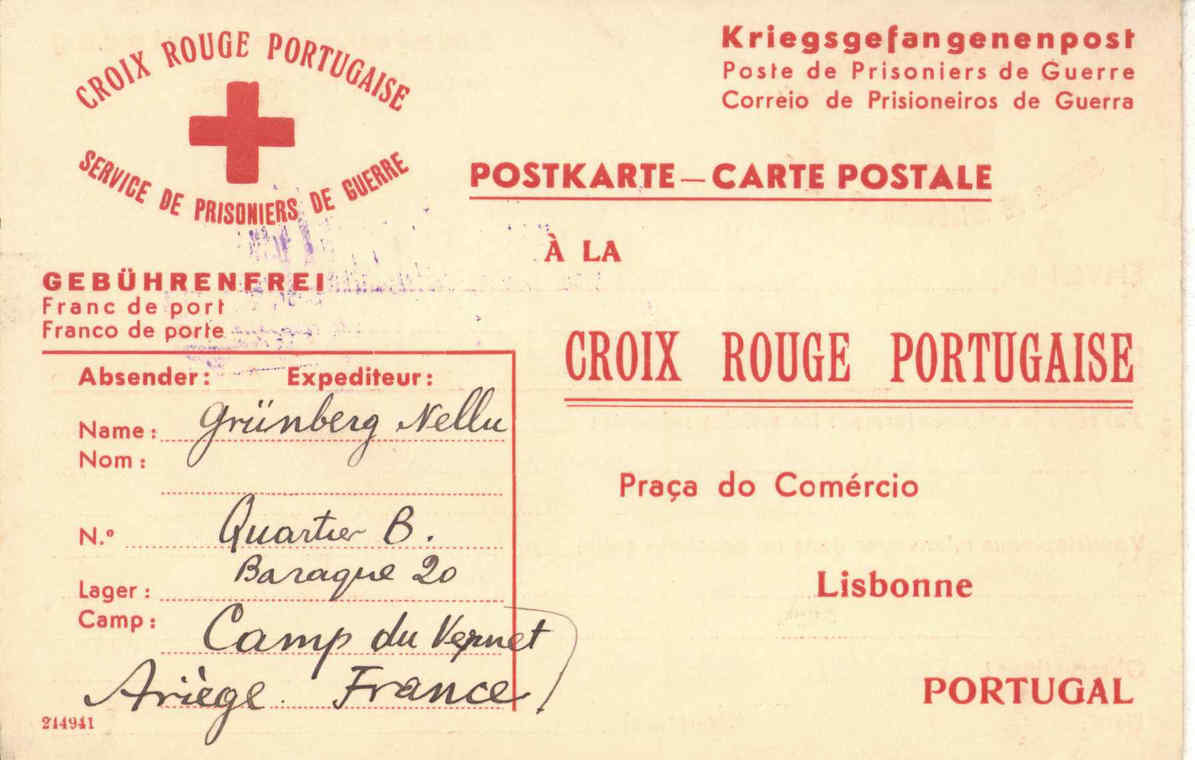 CROIX ROUGE PORTUGAISE
SERVICE DE PRISONIERS DE GUERRE
Kriegsgefangenenpost
Poste de Prisoniers de Guerre
Correio de Prisioneiros de Guerra
POSTKARTE — CARTE POSTALE
À LA
CROIX ROUGE PORTUGAISE
Praça do Comércio
Lisbonne
PORTUGAL
GEBÜHRENFREI
Franc de port
Franco de porte
Absender: Expediteur:
Name: Grünberg Nellu
Nom:
N.º Quartier B.
Baraque 20
Lager:
Camp: Camp du Vernet
Ariège. France
214941